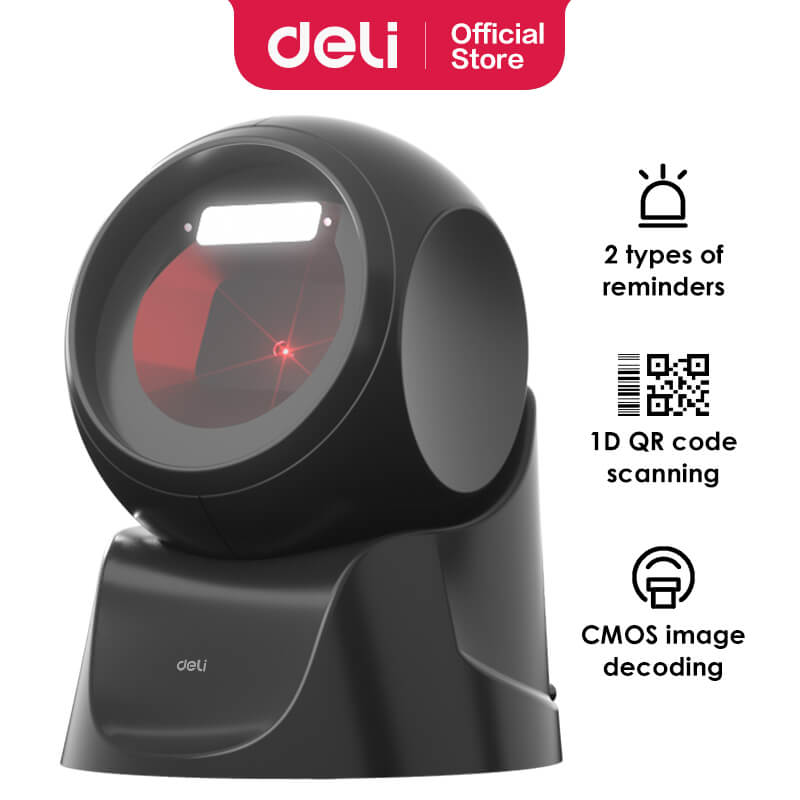 deli
Official
Store
2 types of
reminders
1D QR code
scanning
CMOS image
decoding
deli